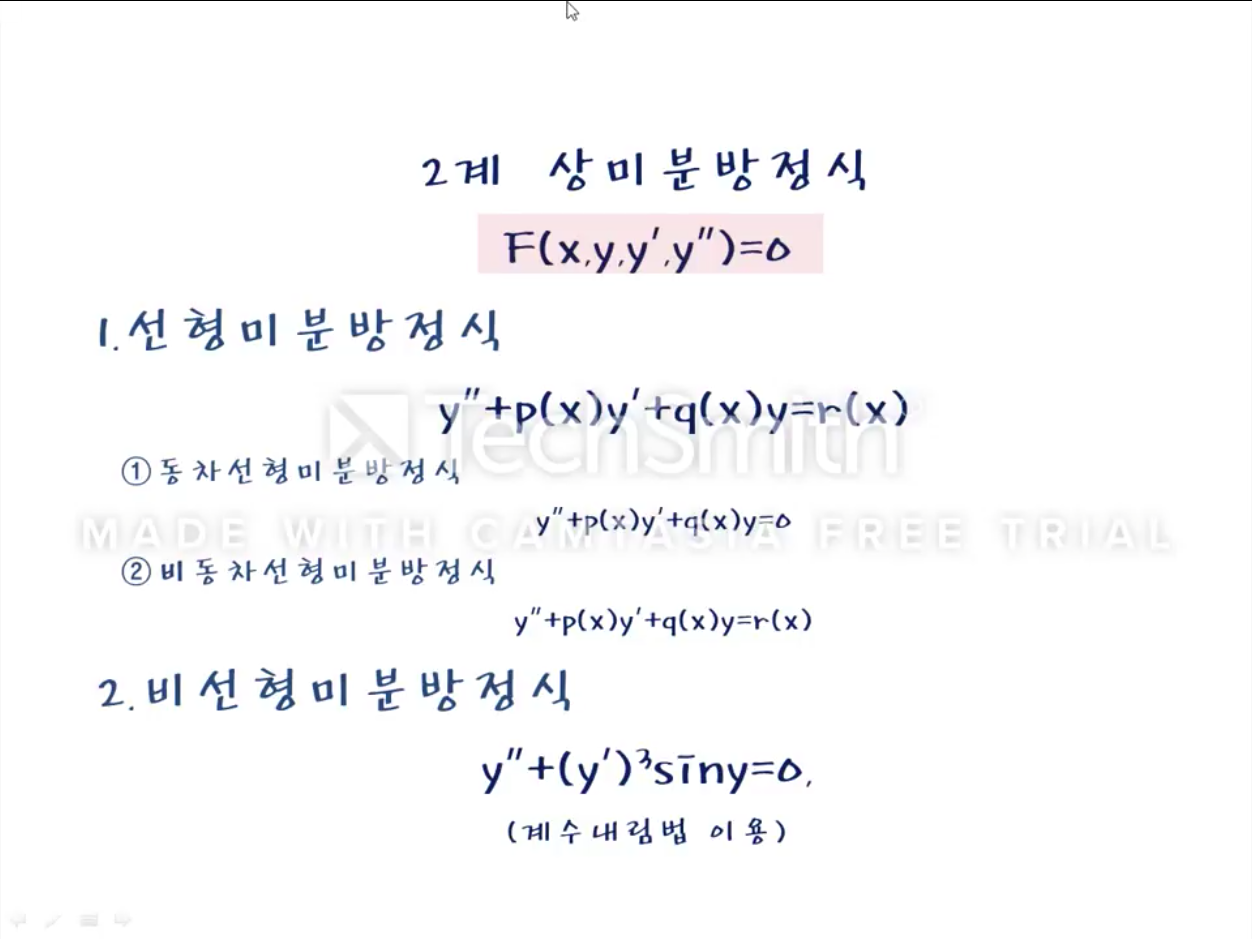 2계 상미분방정식
F(x,y,y′,y″)=0
1.선형미분방정식
y″+p(x)y′+q(x)y=r(x)
TechSmith
①동차선형미분방정식
y″+p(x)y′+q(x)y=0
MADE WITH CAMTASIA FREE TRIAL
②비동차선형미분방정식
y″+p(x)y′+q(x)y=r(x)
2.비선형미분방정식
y″+(y′)³siny=0,
(계수내림법 이용)